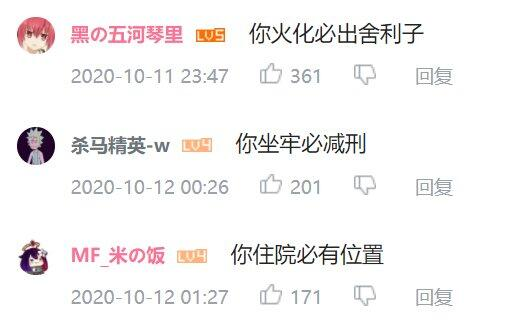 黑の五河琴里 LV5 你火化必出舍利子
2020-10-11 23:47 361 回复
杀马精英-w LV4 你坐牢必减刑
2020-10-12 00:26 201 回复
MF_米の饭 LV4 你住院必有位置
2020-10-12 01:27 171 回复